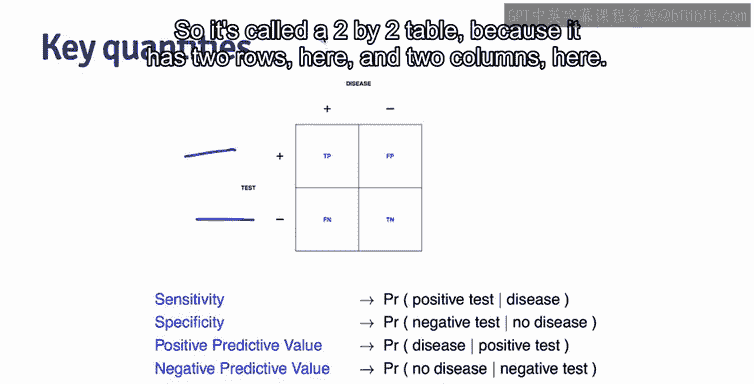 So it's called a 2 by 2 table, because it
has two rows, here, and two columns, here.
Key quantities
DISEASE
+ −
+ TP FP
TEST
− FN TN
Sensitivity → Pr ( positive test | disease )
Specificity → Pr ( negative test | no disease )
Positive Predictive Value → Pr ( disease | positive test )
Negative Predictive Value → Pr ( no disease | negative test )